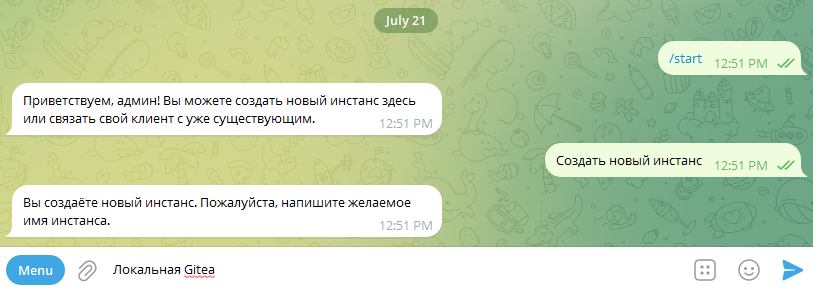 July 21
/start
12:51 PM
Приветствуем, админ! Вы можете создать новый инстанс здесь
или связать свой клиент с уже существующим.
12:51 PM
Создать новый инстанс
12:51 PM
Вы создаёте новый инстанс. Пожалуйста, напишите желаемое
имя инстанса.
12:51 PM
Menu
Локальная Gitea